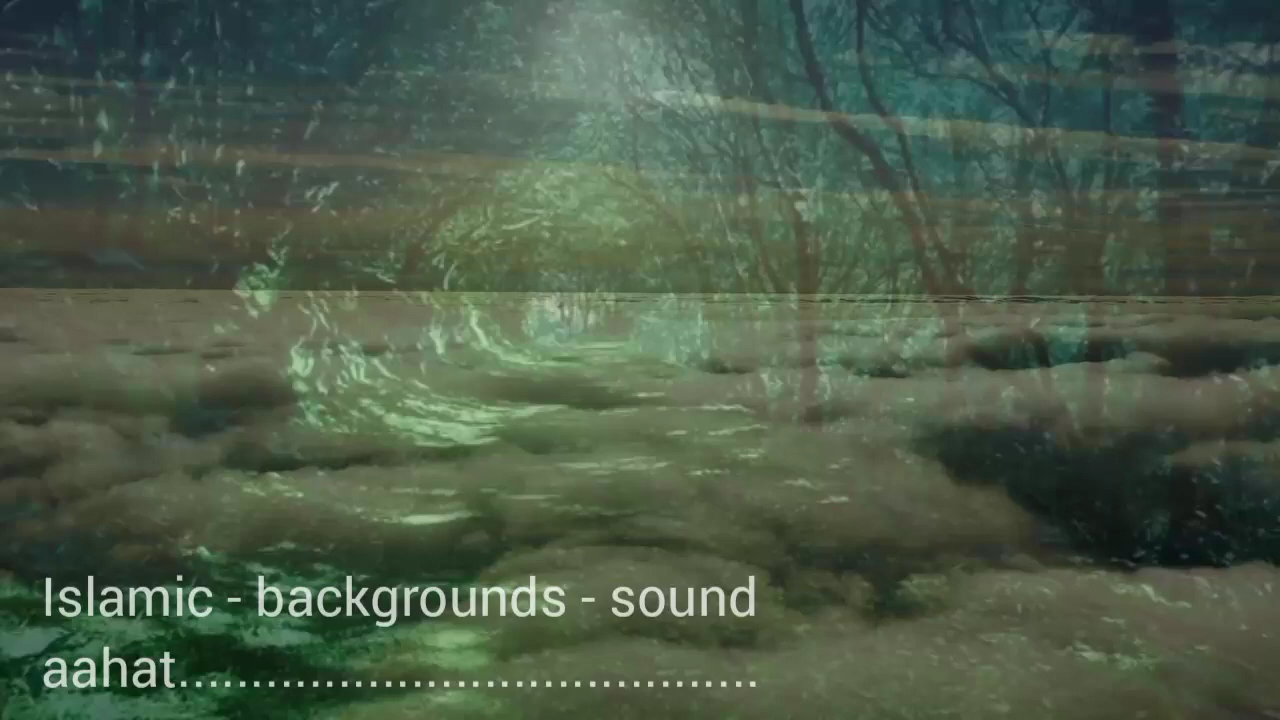 Islamic - backgrounds - sound
aahat.......................................